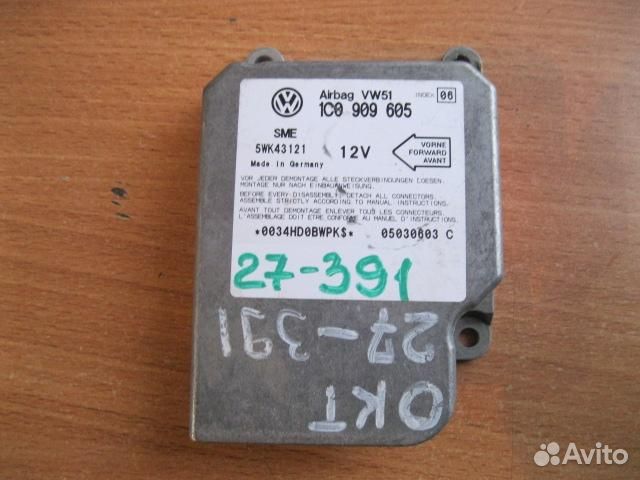 Airbag VW51
INDEX 06
1C0 909 605
SME
5WK43121
12V
VORNE
FORWARD
AVANT
Made in Germany
VOR JEDER DEMONTAGE ALLE STECKVERBINDUNGEN LOESEN.
MONTAGE NUR NACH EINBAUANWEISUNG.
BEFORE EVERY DISASSEMBLY, DETACH ALL CONNECTORS.
ASSEMBLE STRICTLY ACCORDING TO MANUAL INSTRUCTIONS.
AVANT TOUT DEMONTAGE ENLEVER TOUS LES CONNECTEURS.
L'ASSEMBLAGE DOIT ETRE CONFORME AU MANUEL D'INSTRUCTIONS.
*0034HD0BWPK$*
05030603 C
27-391
27-391
ОКТ
Avito